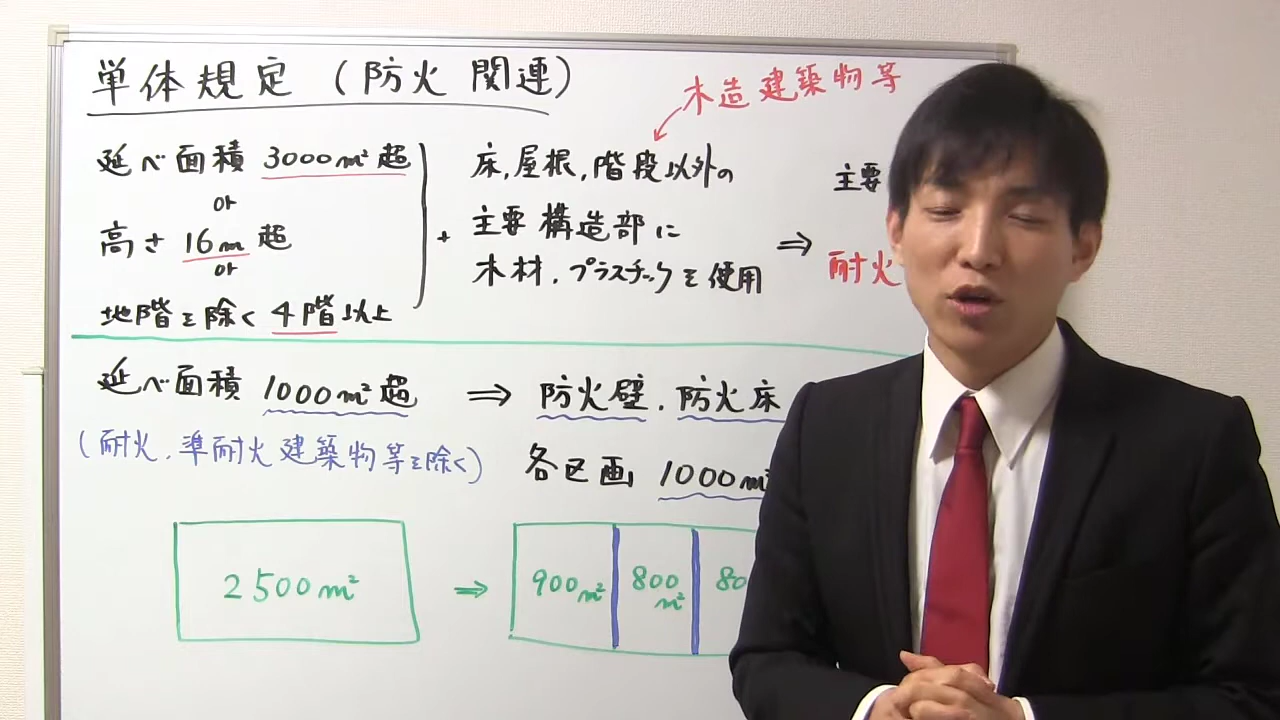 単体規定 (防火関連)
木造建築物等
延べ面積 3000㎡超
or
高さ 16m超
or
地階を除く 4階以上
+
床,屋根,階段以外の
主要構造部に
木材,プラスチックを使用
⇒
主要
耐火
延べ面積 1000㎡超 ⇒ 防火壁,防火床
(耐火,準耐火建築物等を除く)
各区画 1000㎡
2500㎡ ⇒ 900㎡ 800㎡ 80